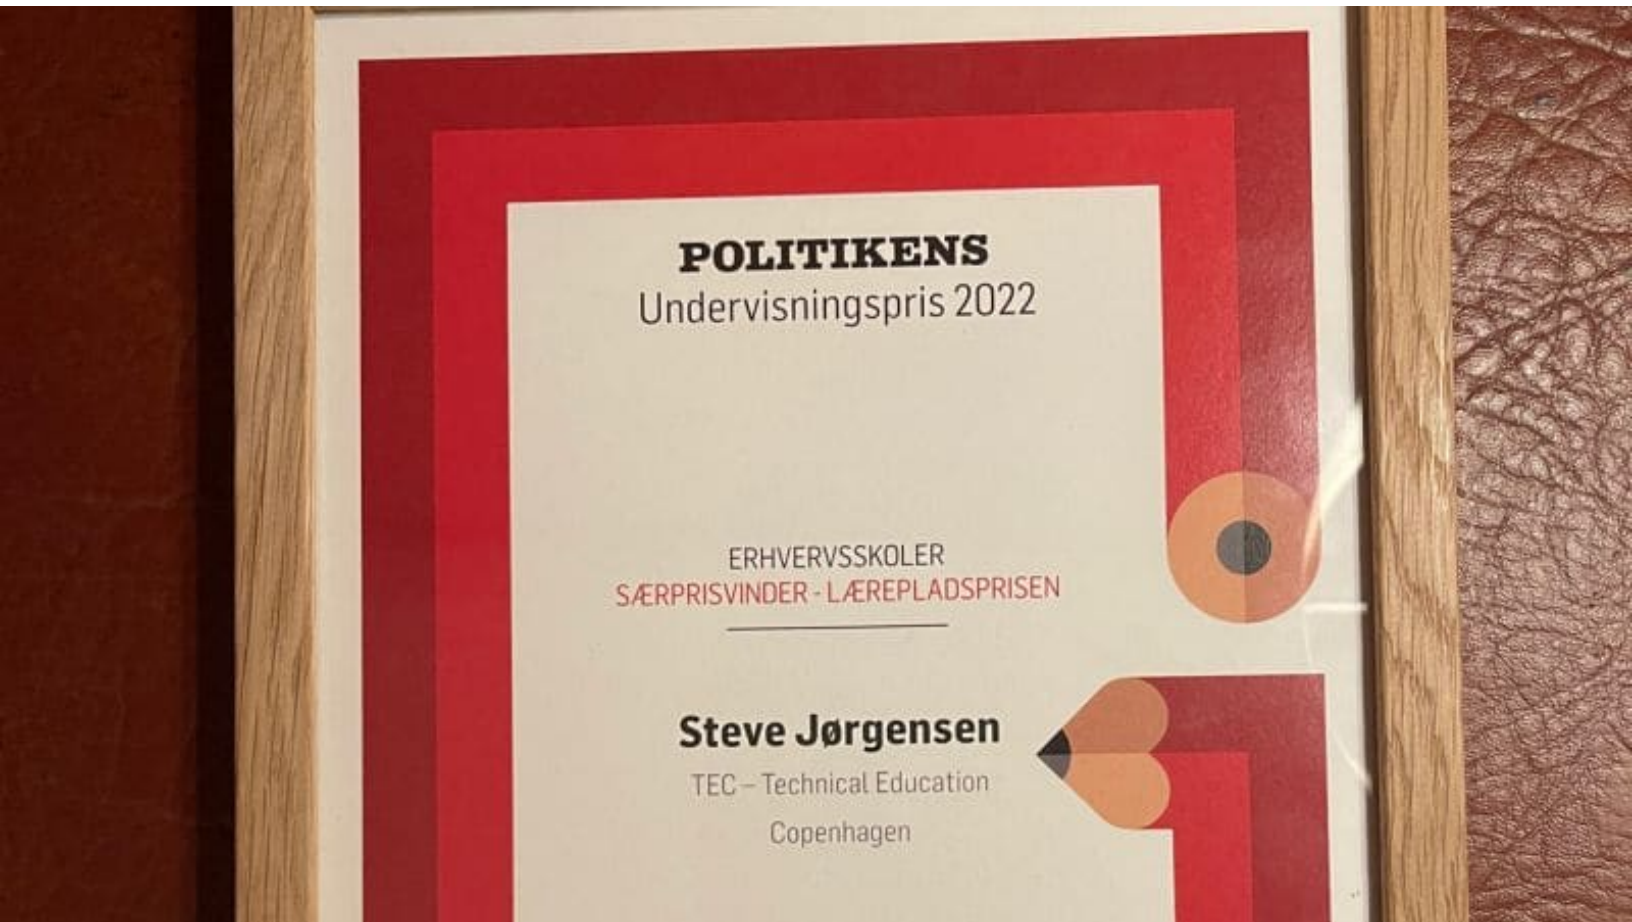 POLITIKENS
Undervisningspris 2022
ERHVERVSSKOLER
SÆRPRISVINDER - LÆREPLADSPRISEN
Steve Jørgensen
TEC – Technical Education
Copenhagen